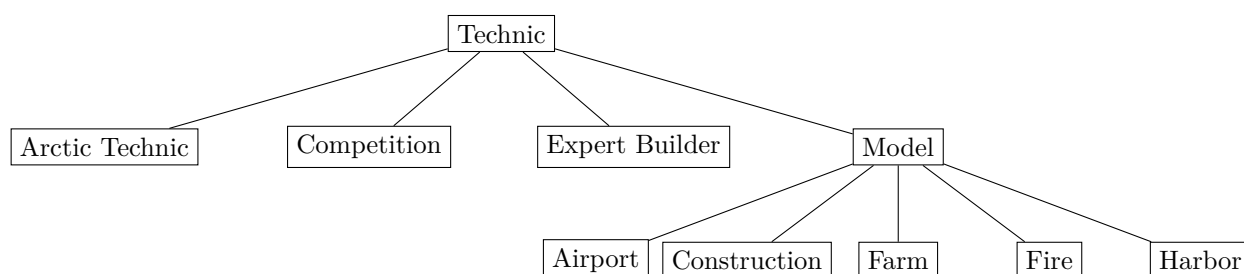 Technic
Arctic Technic
Competition
Expert Builder
Model
Airport
Construction
Farm
Fire
Harbor